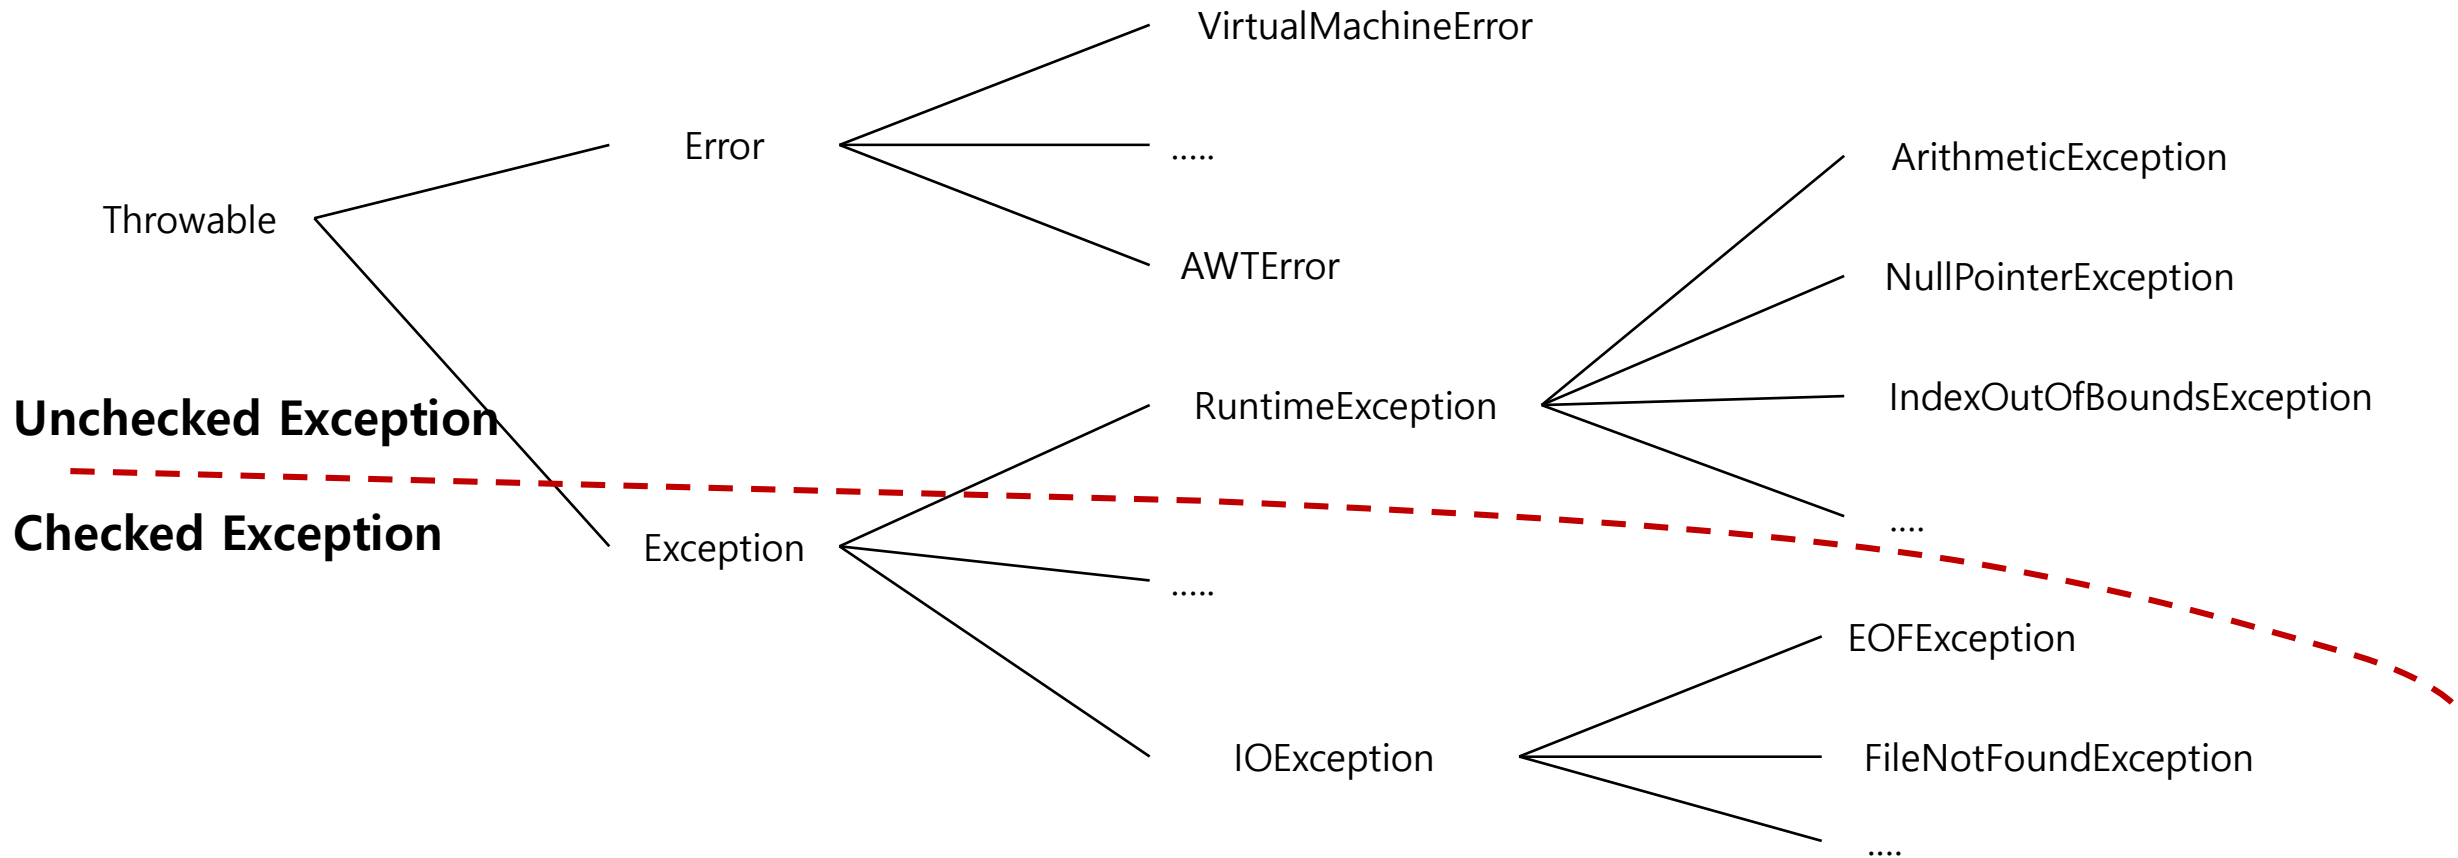 VirtualMachineError
Error
.....
ArithmeticException
Throwable
AWTError
NullPointerException
Unchecked Exception
RuntimeException
IndexOutOfBoundsException
Checked Exception
Exception
....
.....
EOFException
IOException
FileNotFoundException
....